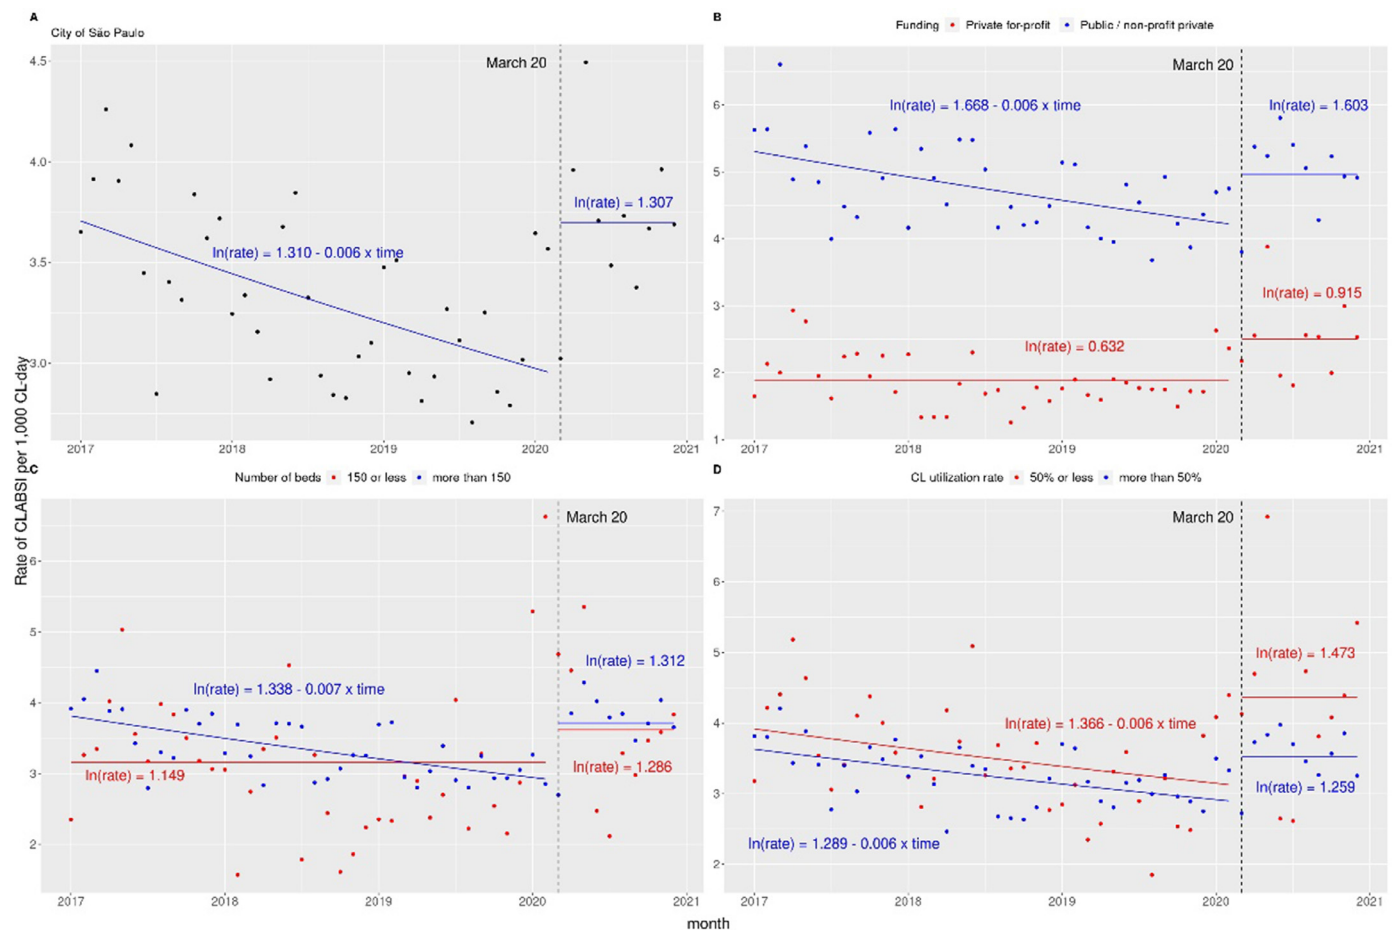 A
City of São Paulo
March 20
ln(rate) = 1.307
ln(rate) = 1.310 - 0.006 x time
4.5
4.0
3.5
3.0
2017 2018 2019 2020 2021
B
Funding Private for-profit Public / non-profit private
March 20
ln(rate) = 1.668 - 0.006 x time
ln(rate) = 1.603
ln(rate) = 0.915
ln(rate) = 0.632
6
5
4
3
2
1
2017 2018 2019 2020 2021
Rate of CLABSI per 1,000 CL-day
C
Number of beds 150 or less more than 150
March 20
ln(rate) = 1.312
ln(rate) = 1.338 - 0.007 x time
ln(rate) = 1.149
ln(rate) = 1.286
6
5
4
3
2
2017 2018 2019 2020 2021
D
CL utilization rate 50% or less more than 50%
March 20
ln(rate) = 1.473
ln(rate) = 1.366 - 0.006 x time
ln(rate) = 1.259
ln(rate) = 1.289 - 0.006 x time
7
6
5
4
3
2
2017 2018 2019 2020 2021
month